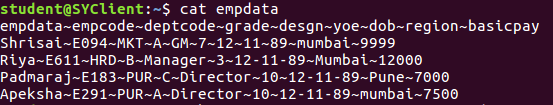 student@SYClient:~$ cat empdata
empdata~empcode~deptcode~grade~desgn~yoe~dob~region~basicpay
Shrisai~E094~MKT~A~GM~7~12~11~89~mumbai~9999
Riya~E611~HRD~B~Manager~3~12-11-89~Mumbai~12000
Padmaraj~E183~PUR~C~Director~10~12-11-89~Pune~7000
Apeksha~E291~PUR~A~Director~10~12-11-89~mumbai~7500